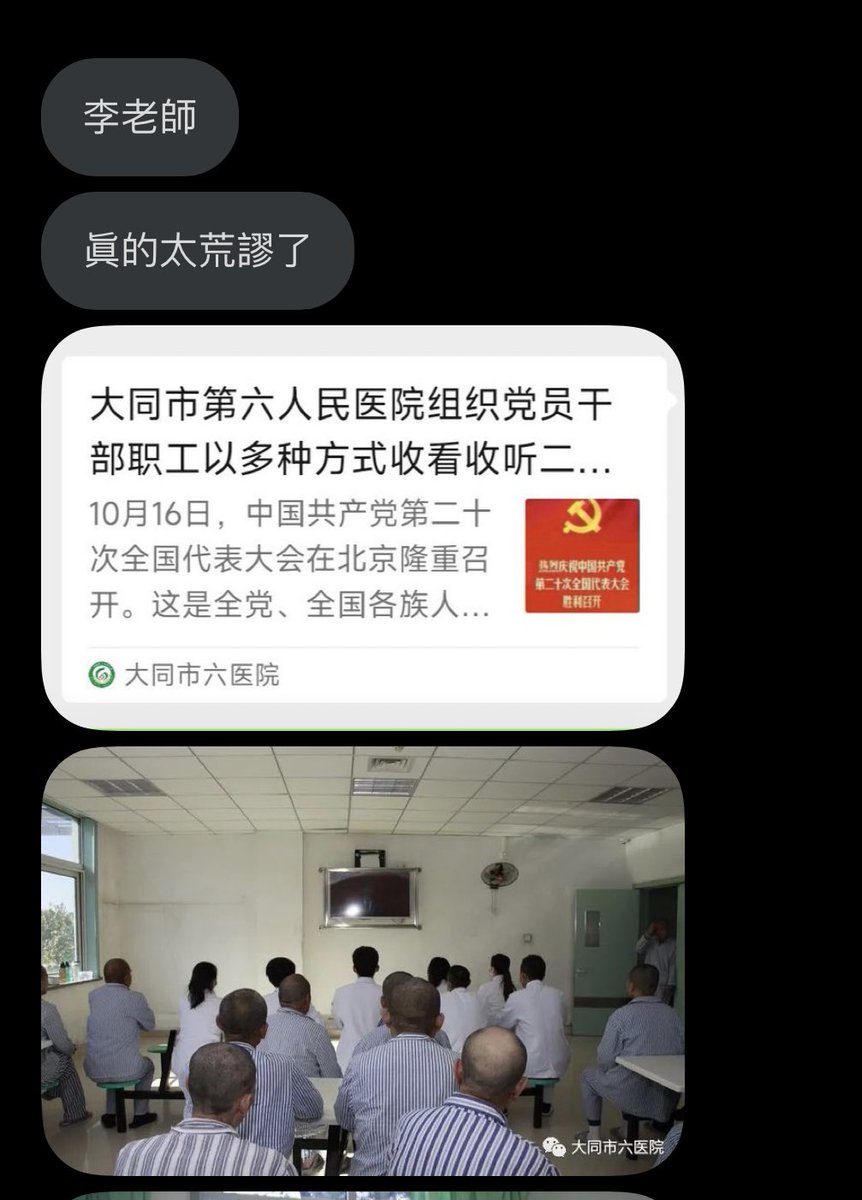 李老師
眞的太荒謬了
大同市第六人民医院组织党员干
部职工以多种方式收看收听二...
10月16日，中国共产党第二十
次全国代表大会在北京隆重召
开。这是全党、全国各族人...
热烈庆祝中国共产党
第二十次全国代表大会
胜利召开
大同市六医院
大同市六医院